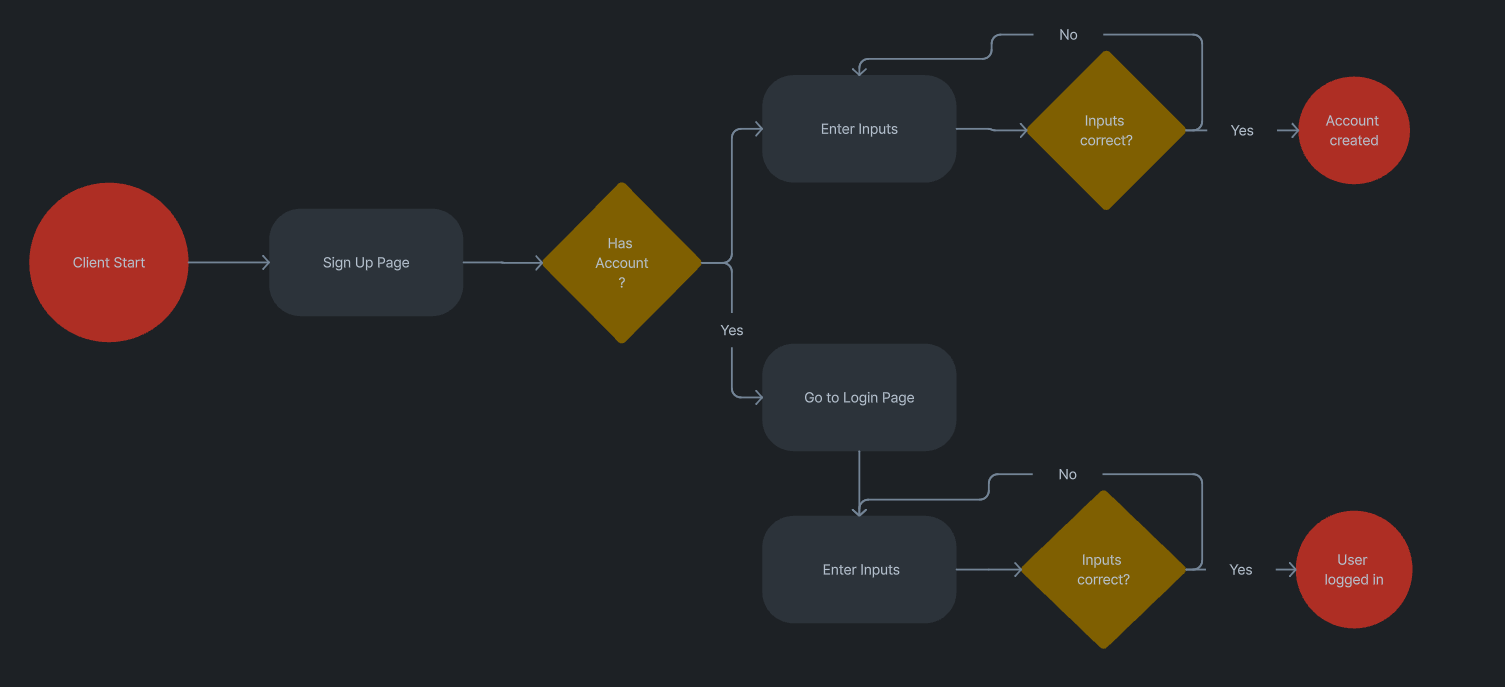 No
Enter Inputs
Inputs
correct?
Yes
Account
created
Client Start
Sign Up Page
Has
Account
?
Yes
Go to Login Page
No
Enter Inputs
Inputs
correct?
Yes
User
logged in